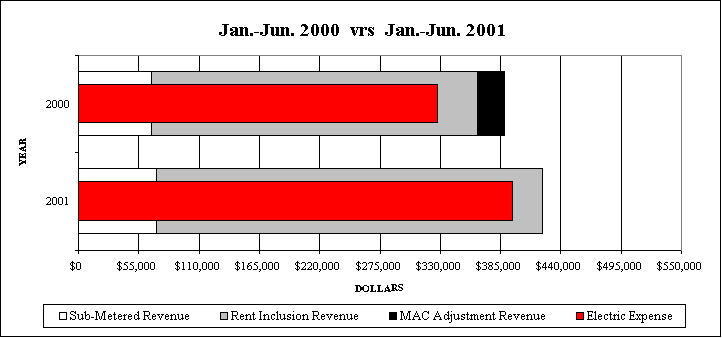 Jan.-Jun. 2000 vrs Jan.-Jun. 2001
2000
YEAR
2001
$0 $55,000 $110,000 $165,000 $220,000 $275,000 $330,000 $385,000 $440,000 $495,000 $550,000
DOLLARS
Sub-Metered Revenue Rent Inclusion Revenue MAC Adjustment Revenue Electric Expense